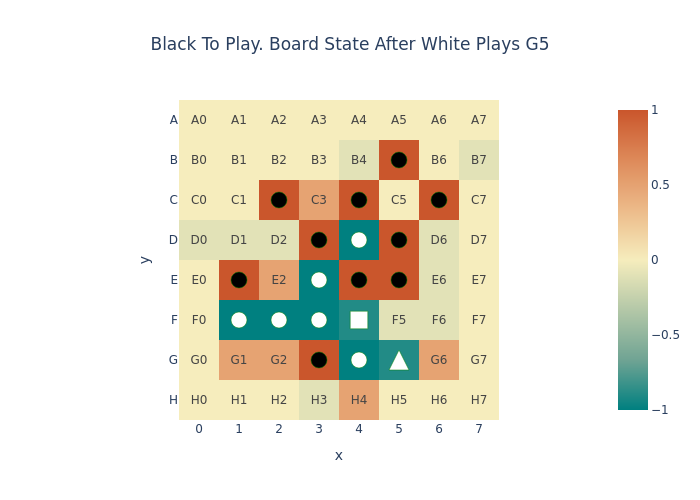 Black To Play. Board State After White Plays G5
A A0 A1 A2 A3 A4 A5 A6 A7
B B0 B1 B2 B3 B4 B6 B7
C C0 C1 C3 C5 C7
D D0 D1 D2 D6 D7
E E0 E2 E6 E7
F F0 F5 F6 F7
G G0 G1 G2 G6 G7
H H0 H1 H2 H3 H4 H5 H6 H7
0 1 2 3 4 5 6 7
x
y
1
0.5
0
−0.5
−1